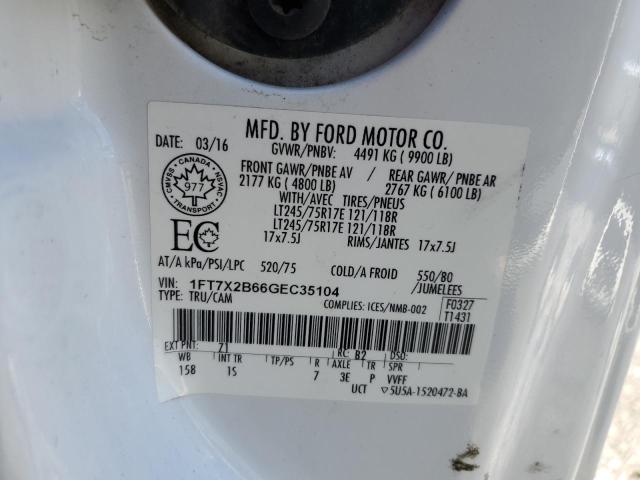 MFD. BY FORD MOTOR CO.
DATE: 03/16
GVWR/PNBV: 4491 KG ( 9900 LB)
FRONT GAWR/PNBE AV
2177 KG ( 4800 LB)
/
REAR GAWR/ PNBE AR
2767 KG ( 6100 LB)
CMVSS CANADA NSVAC
977
TRANSPORT
WITH/AVEC TIRES/PNEUS
LT245/75R17E 121/118R
LT245/75R17E 121/118R
17x7.5J RIMS/JANTES 17x7.5J
EC
AT/A kPa/PSI/LPC 520/75 COLD/A FROID 550/80
/JUMELEES
VIN: 1FT7X2B66GEC35104
TYPE: TRU/CAM
COMPLIES: ICES/NMB-002
F0327
T1431
EXT PNT: Z1 RC: B2 DSO:
WB INT TR TP/PS R AXLE TR SPR
158 1S 7 3E P VVFF
UCT 5U5A-1520472-BA